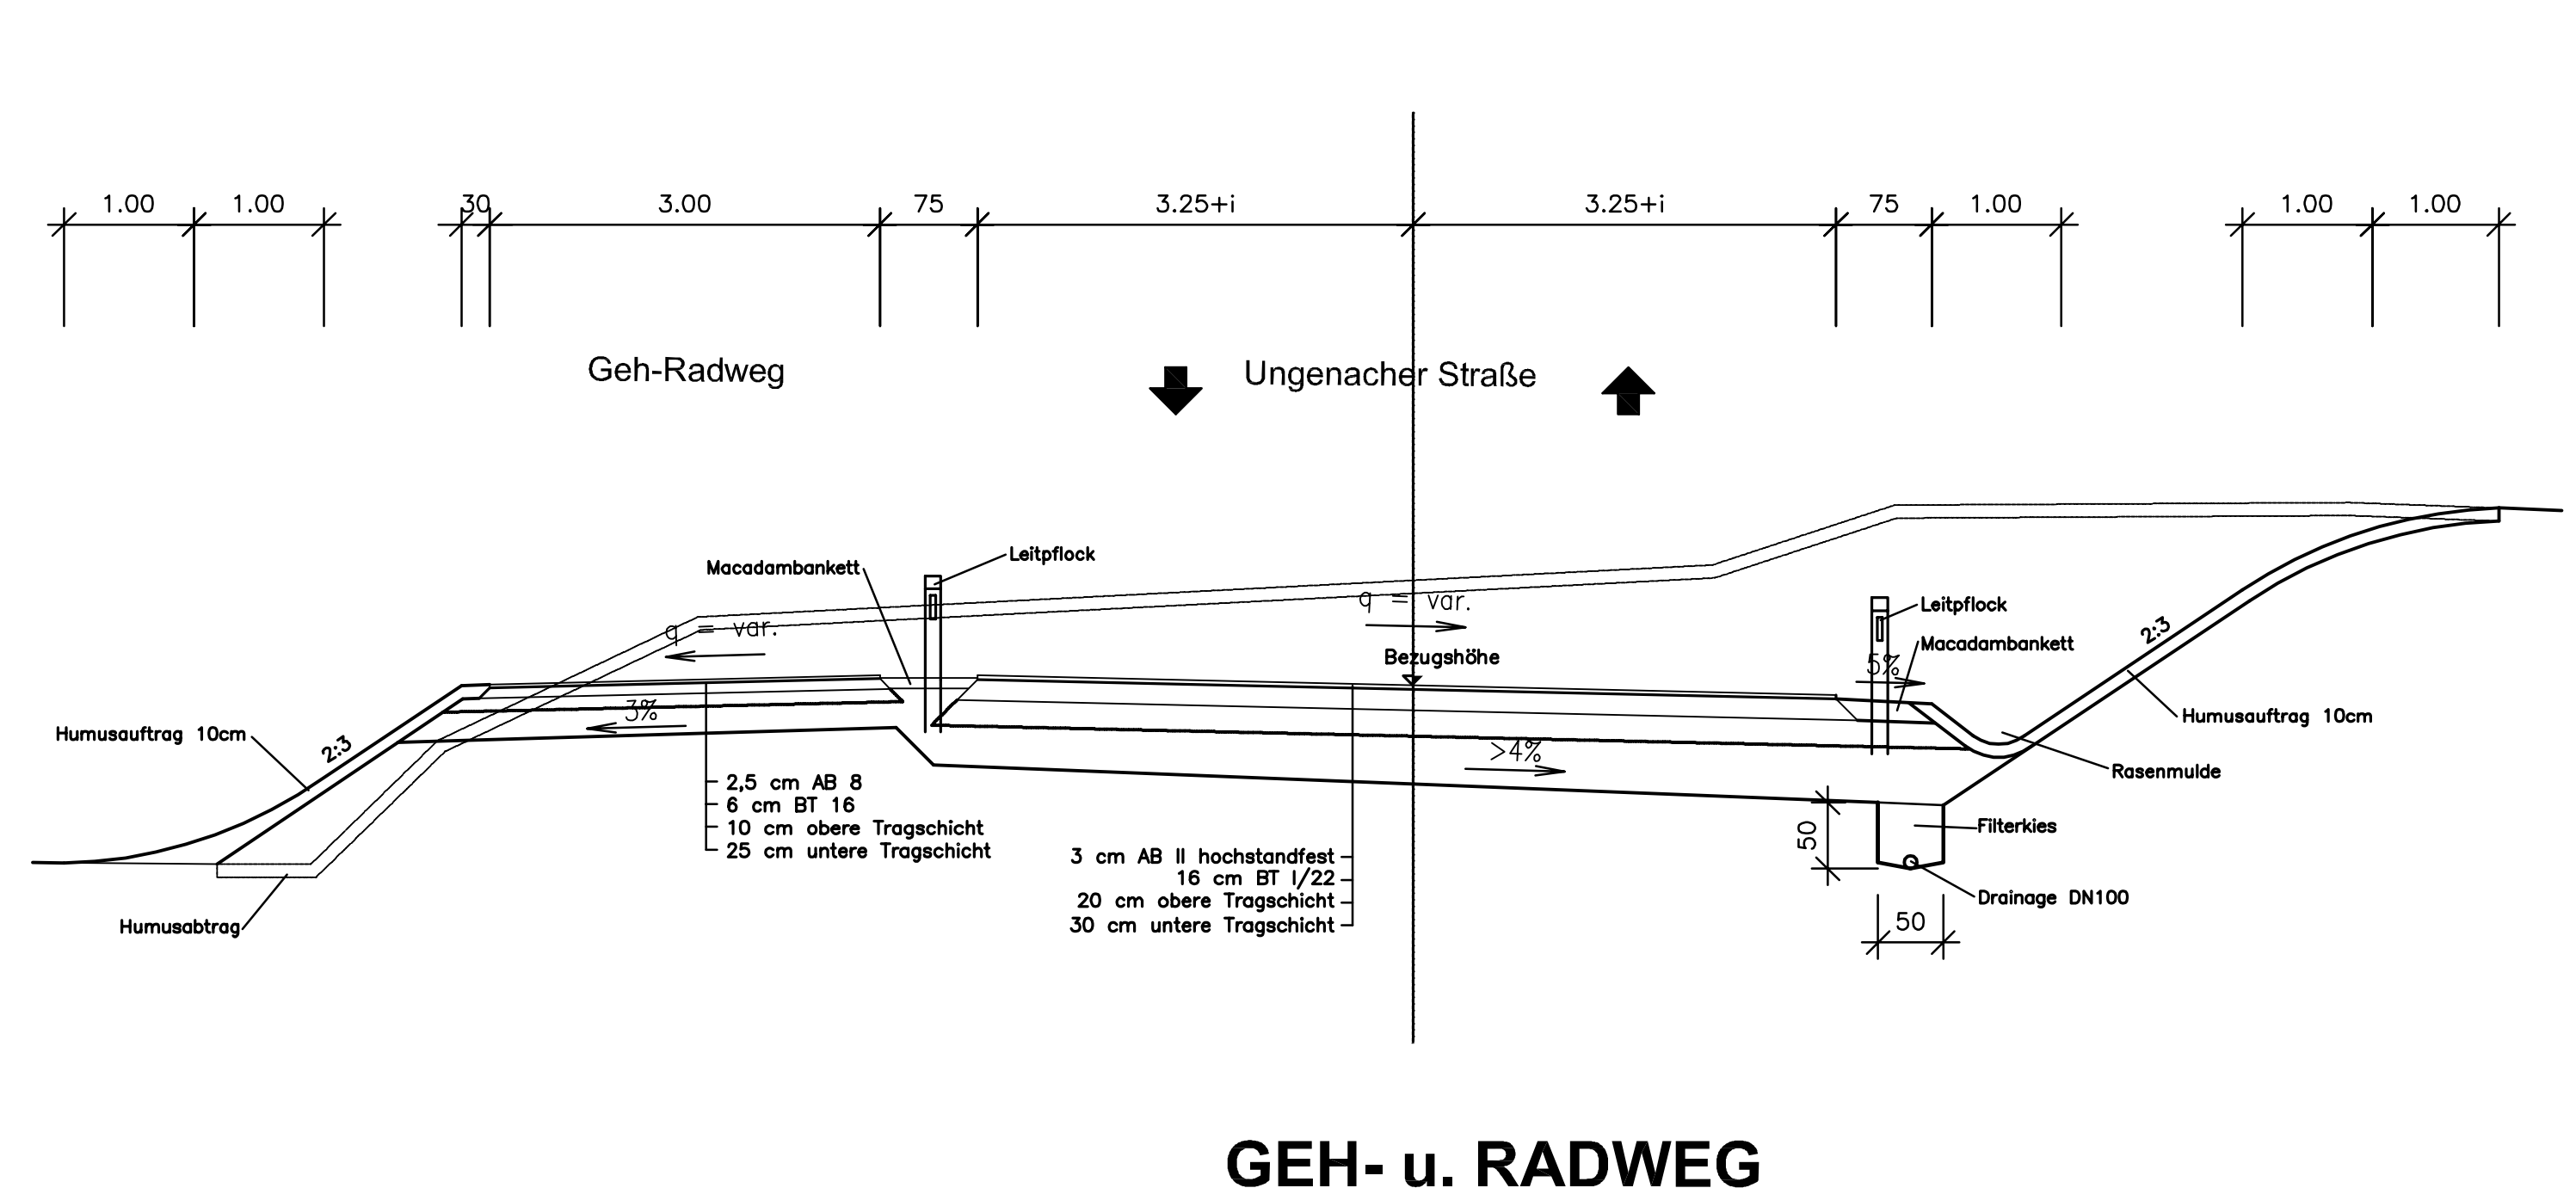 1.00 1.00 30 3.00 75 3.25+i 3.25+i 75 1.00 1.00 1.00
Geh-Radweg
Ungenacher Straße
Macadambankett
Leitpflock
q = var.
q = var.
Bezugshöhe
Leitpflock
Macadambankett
5%
2:3
Humusauftrag 10cm
Rasenmulde
Humusauftrag 10cm
2:3
3%
>4%
2,5 cm AB 8
6 cm BT 16
10 cm obere Tragschicht
25 cm untere Tragschicht
3 cm AB II hochstandfest
16 cm BT I/22
20 cm obere Tragschicht
30 cm untere Tragschicht
50
Filterkies
Drainage DN100
50
Humusabtrag
GEH- u. RADWEG